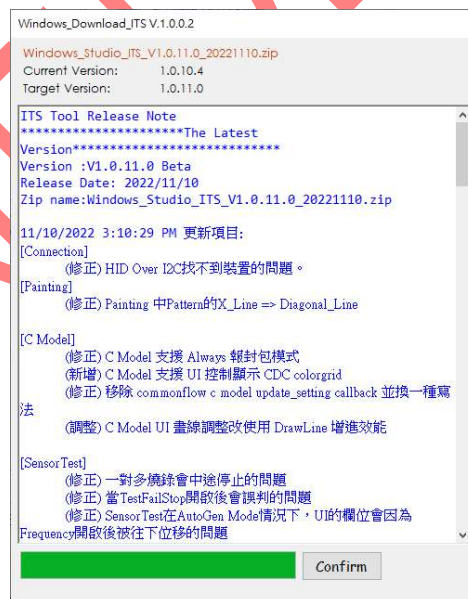 Windows_Download_ITS V.1.0.0.2
Windows_Studio_ITS_V1.0.11.0_20221110.zip
Current Version: 1.0.10.4
Target Version: 1.0.11.0
ITS Tool Release Note
**********************The Latest
Version****************************
Version :V1.0.11.0 Beta
Release Date: 2022/11/10
Zip name:Windows_Studio_ITS_V1.0.11.0_20221110.zip
11/10/2022 3:10:29 PM 更新項目:
[Connection]
(修正) HID Over I2C找不到裝置的問題。
[Painting]
(修正) Painting 中Pattern的X_Line => Diagonal_Line
[C Model]
(修正) C Model 支援 Always 報封包模式
(新增) C Model 支援 UI 控制顯示 CDC colorgrid
(修正) 移除 commonflow c model update_setting callback 並換一種寫
法
(調整) C Model UI 畫線調整改使用 DrawLine 增進效能
[SensorTest]
(修正) 一對多燒錄會中途停止的問題
(修正) 當TestFailStop開啟後會誤判的問題
(修正) SensorTest在AutoGen Mode情況下，UI的欄位會因為
Frequency開啟後被往下位移的問題
Confirm